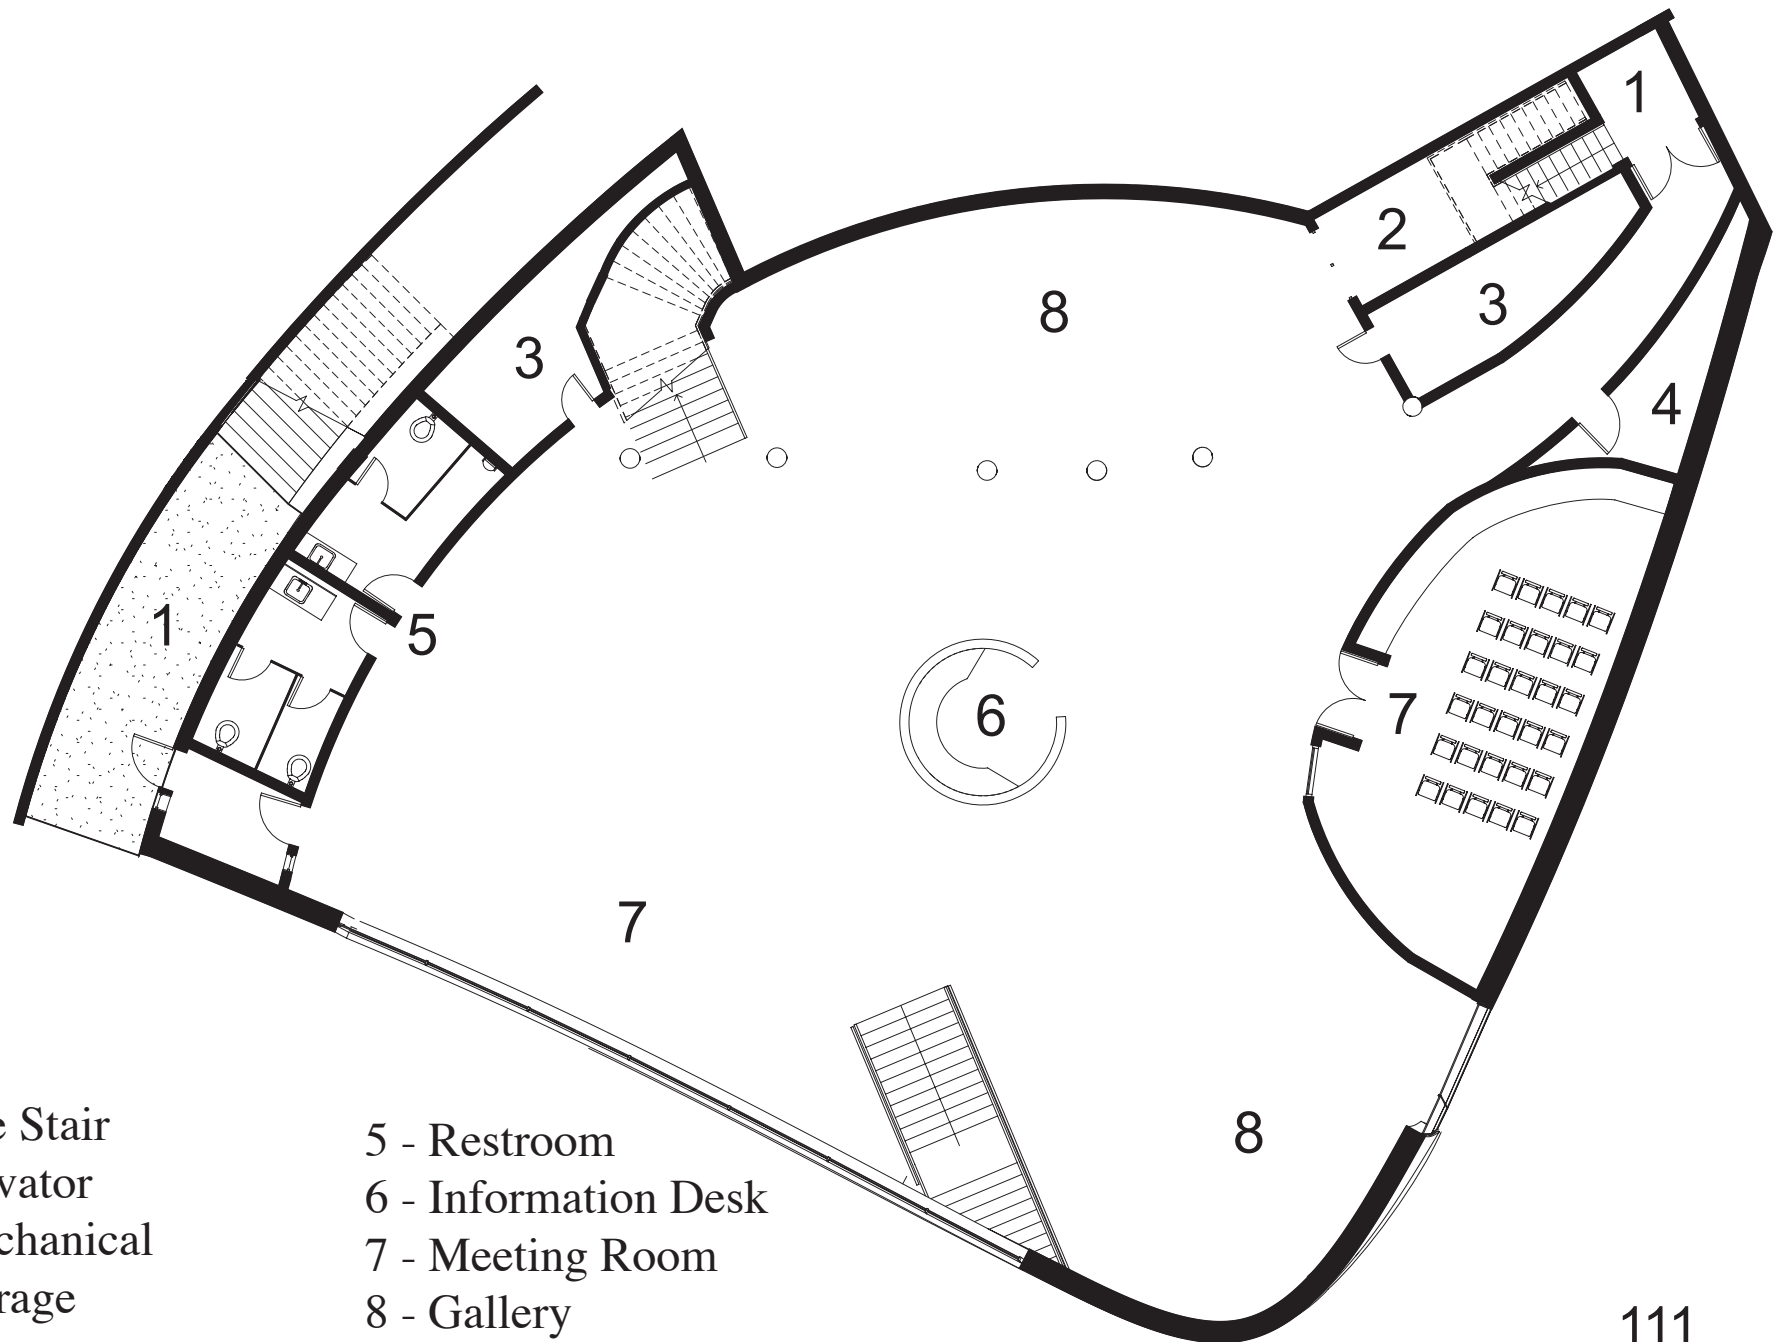 1
2
3
3
8
4
1
5
6
7
7
8
e Stair
vator
chanical
rage
5 - Restroom
6 - Information Desk
7 - Meeting Room
8 - Gallery
111